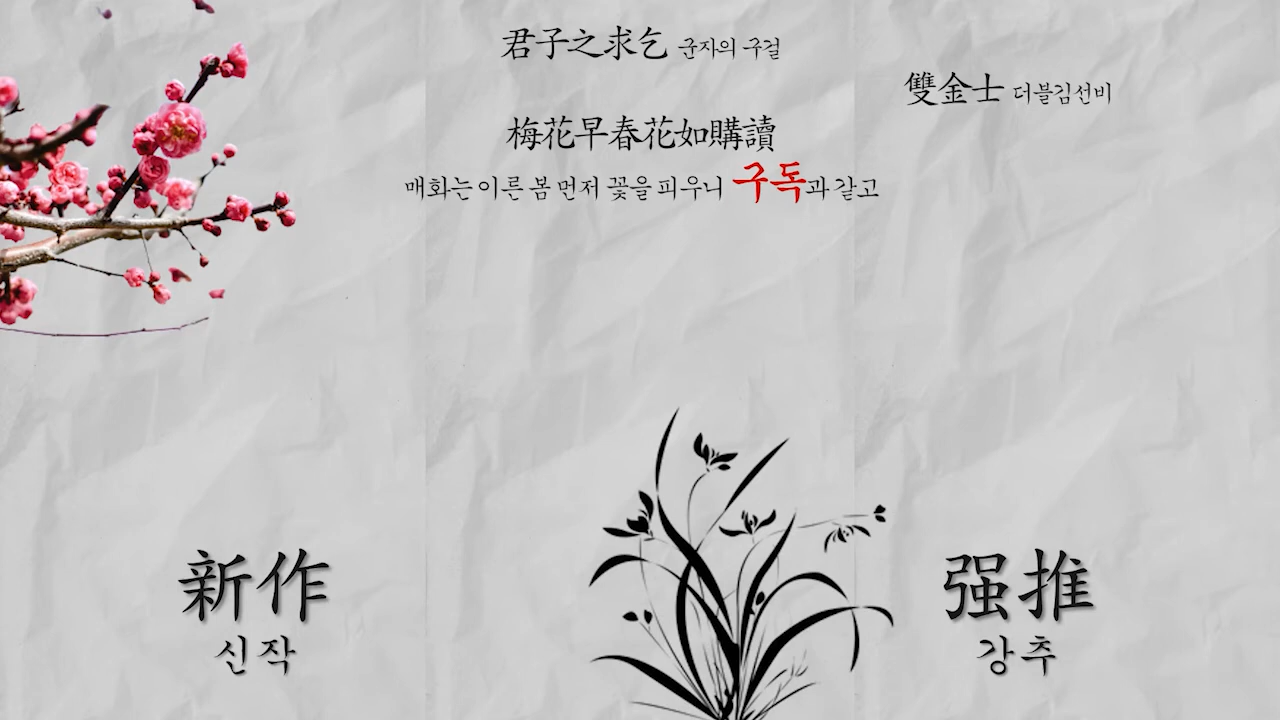 君子之求乞 군자의 구걸
雙金士 더블김선비
梅花早春花如購讀
매화는 이른 봄 먼저 꽃을 피우니 구독과 같고
新作
신작
强推
강추